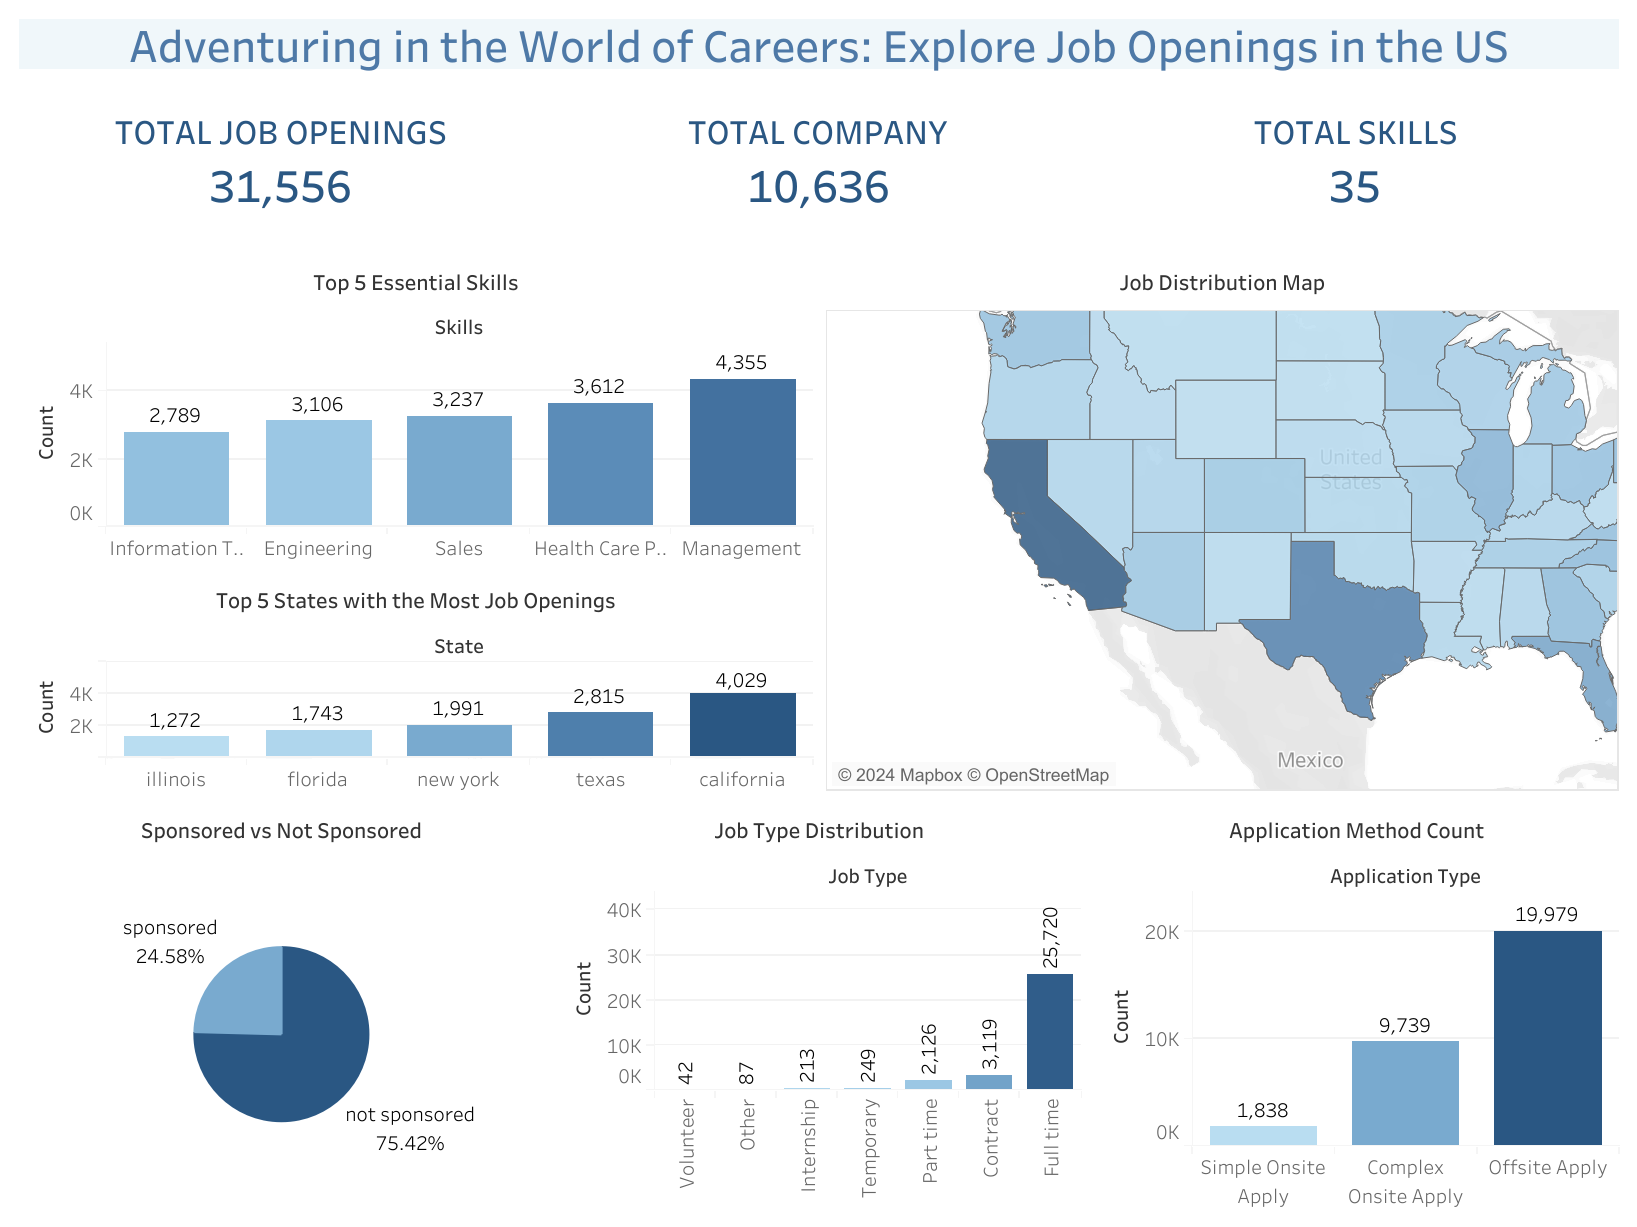 Adventuring in the World of Careers: Explore Job Openings in the US
TOTAL JOB OPENINGS
31,556
TOTAL COMPANY
10,636
TOTAL SKILLS
35
Top 5 Essential Skills
Skills
Count
4K
2K
0K
2,789
3,106
3,237
3,612
4,355
Information T..
Engineering
Sales
Health Care P..
Management
Top 5 States with the Most Job Openings
State
Count
4K
2K
1,272
1,743
1,991
2,815
4,029
illinois
florida
new york
texas
california
Job Distribution Map
United
States
Mexico
© 2024 Mapbox © OpenStreetMap
Sponsored vs Not Sponsored
sponsored
24.58%
not sponsored
75.42%
Job Type Distribution
Job Type
Count
40K
30K
20K
10K
0K
42
87
213
249
2,126
3,119
25,720
Volunteer
Other
Internship
Temporary
Part time
Contract
Full time
Application Method Count
Application Type
Count
20K
10K
0K
1,838
9,739
19,979
Simple Onsite
Apply
Complex
Onsite Apply
Offsite Apply